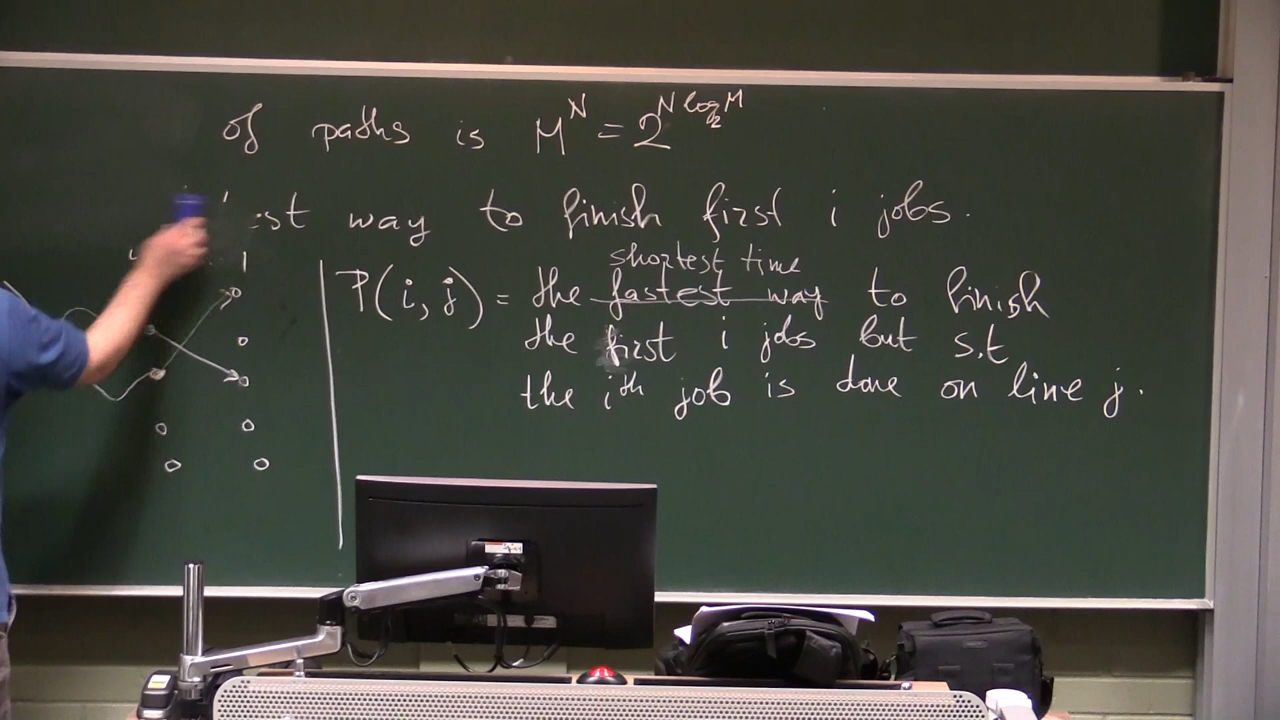 of paths is M^N = 2^{N log_2 M}
way to finish first i jobs.
shortest time
P(i, j) = the ~~fastest way~~ to finish
the first i jobs but s.t
the i^th job is done on line j.